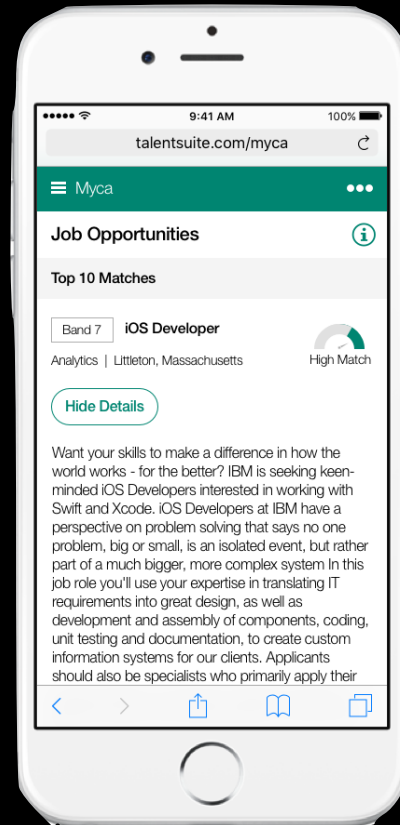 9:41 AM
100%
talentsuite.com/myca
Myca
Job Opportunities
i
Top 10 Matches
Band 7 iOS Developer
Analytics | Littleton, Massachusetts
High Match
Hide Details
Want your skills to make a difference in how the
world works - for the better? IBM is seeking keen-
minded iOS Developers interested in working with
Swift and Xcode. iOS Developers at IBM have a
perspective on problem solving that says no one
problem, big or small, is an isolated event, but rather
part of a much bigger, more complex system In this
job role you'll use your expertise in translating IT
requirements into great design, as well as
development and assembly of components, coding,
unit testing and documentation, to create custom
information systems for our clients. Applicants
should also be specialists who primarily apply their